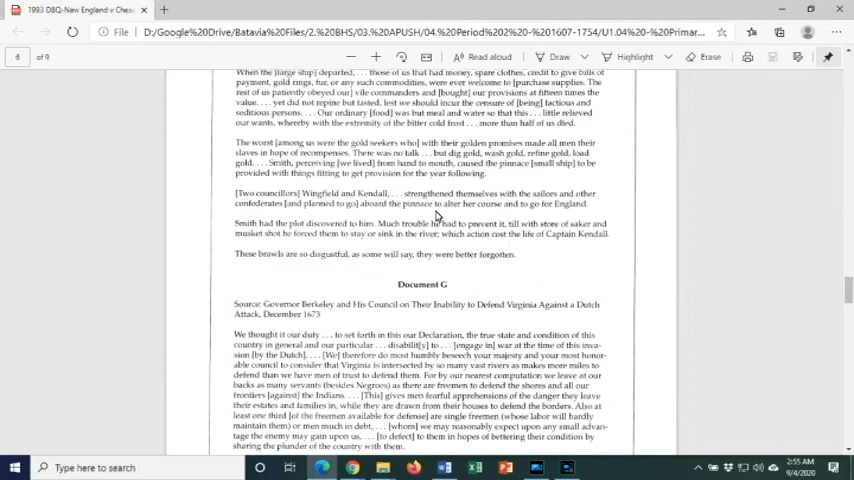 1993 DBQ-New England v Chesa
File
D:/Google%20Drive/Batavia%20Files/2.%20BHS/03.%20APUSH/04.%20Period%202%20-%201607-1754/U1.04%20-%20Primar...
6 of 9
Read aloud
Draw
Highlight
Erase
When the [large ship] departed, . . . those of us that had money, spare clothes, credit to give bills of
payment, gold rings, fur, or any such commodities, were ever welcome to [purchase supplies. The
rest of us patiently obeyed our] vile commanders and [bought] our provisions at fifteen times the
value. . . . yet did not repine but fasted, lest we should incur the censure of [being] factious and
seditious persons. . . . Our ordinary [food] was but meal and water so that this . . . little relieved
our wants, whereby with the extremity of the bitter cold frost . . . more than half of us died.
The worst [among us were the gold seekers who] with their golden promises made all men their
slaves in hope of recompenses. There was no talk . . . but dig gold, wash gold, refine gold, load
gold. . . . Smith, perceiving [we lived] from hand to mouth, caused the pinnace [small ship] to be
provided with things fitting to get provision for the year following.
[Two councillors] Wingfield and Kendall, . . . strengthened themselves with the sailors and other
confederates [and planned to go] aboard the pinnace to alter her course and to go for England.
Smith had the plot discovered to him. Much trouble he had to prevent it, till with store of saker and
musket shot he forced them to stay or sink in the river; which action cost the life of Captain Kendall.
These brawls are so disgustful, as some will say, they were better forgotten.
Document G
Source: Governor Berkeley and His Council on Their Inability to Defend Virginia Against a Dutch
Attack, December 1673
We thought it our duty . . . to set forth in this our Declaration, the true state and condition of this
country in general and our particular . . . disabilit[y] to . . . [engage in] war at the time of this inva-
sion [by the Dutch]. . . . [We] therefore do most humbly beseech your majesty and your most honor-
able council to consider that Virginia is intersected by so many vast rivers as makes more miles to
defend than we have men of trust to defend them. For by our nearest computation we leave at our
backs as many servants (besides Negroes) as there are freemen to defend the shores and all our
frontiers [against] the Indians. . . . [This] gives men fearful apprehensions of the danger they leave
their estates and families in, while they are drawn from their houses to defend the borders. Also at
least one third [of the freemen available for defense] are single freemen (whose labor will hardly
maintain them) or men much in debt, . . . [whom] we may reasonably expect upon any small advan-
tage the enemy may gain upon us, . . . [to defect] to them in hopes of bettering their condition by
sharing the plunder of the country with them.
Type here to search
2:55 AM
9/4/2020